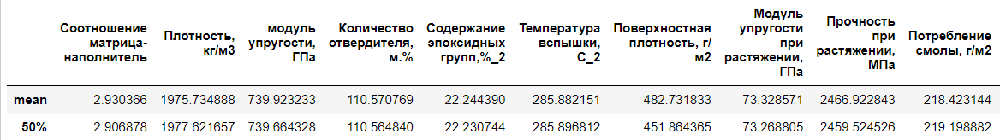 Соотношение матрица-наполнитель Плотность, кг/м3 модуль упругости, ГПа Количество отвердителя, м.% Содержание эпоксидных групп,%_2 Температура вспышки, С_2 Поверхностная плотность, г/м2 Модуль упругости при растяжении, ГПа Прочность при растяжении, МПа Потребление смолы, г/м2
mean 2.930366 1975.734888 739.923233 110.570769 22.244390 285.882151 482.731833 73.328571 2466.922843 218.423144
50% 2.906878 1977.621657 739.664328 110.564840 22.230744 285.896812 451.864365 73.268805 2459.524526 219.198882